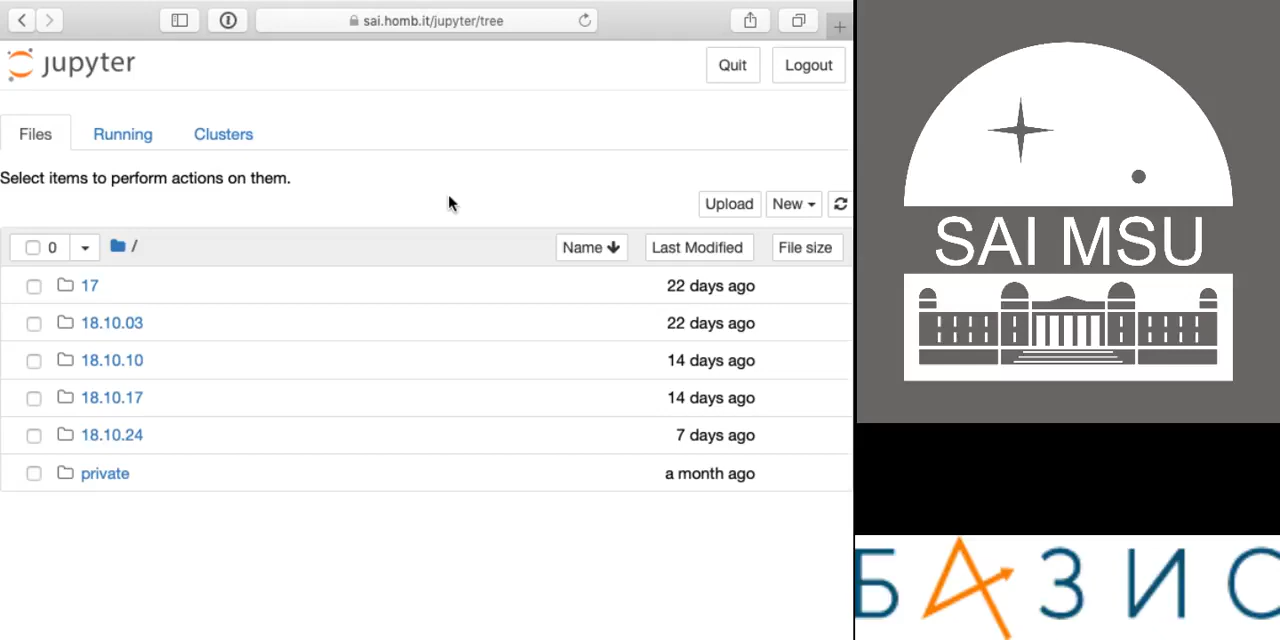 sai.homb.it/jupyter/tree
jupyter
Quit
Logout
Files
Running
Clusters
Select items to perform actions on them.
Upload
New
0
/
Name
Last Modified
File size
17
22 days ago
18.10.03
22 days ago
18.10.10
14 days ago
18.10.17
14 days ago
18.10.24
7 days ago
private
a month ago
SAI MSU
БАЗИС